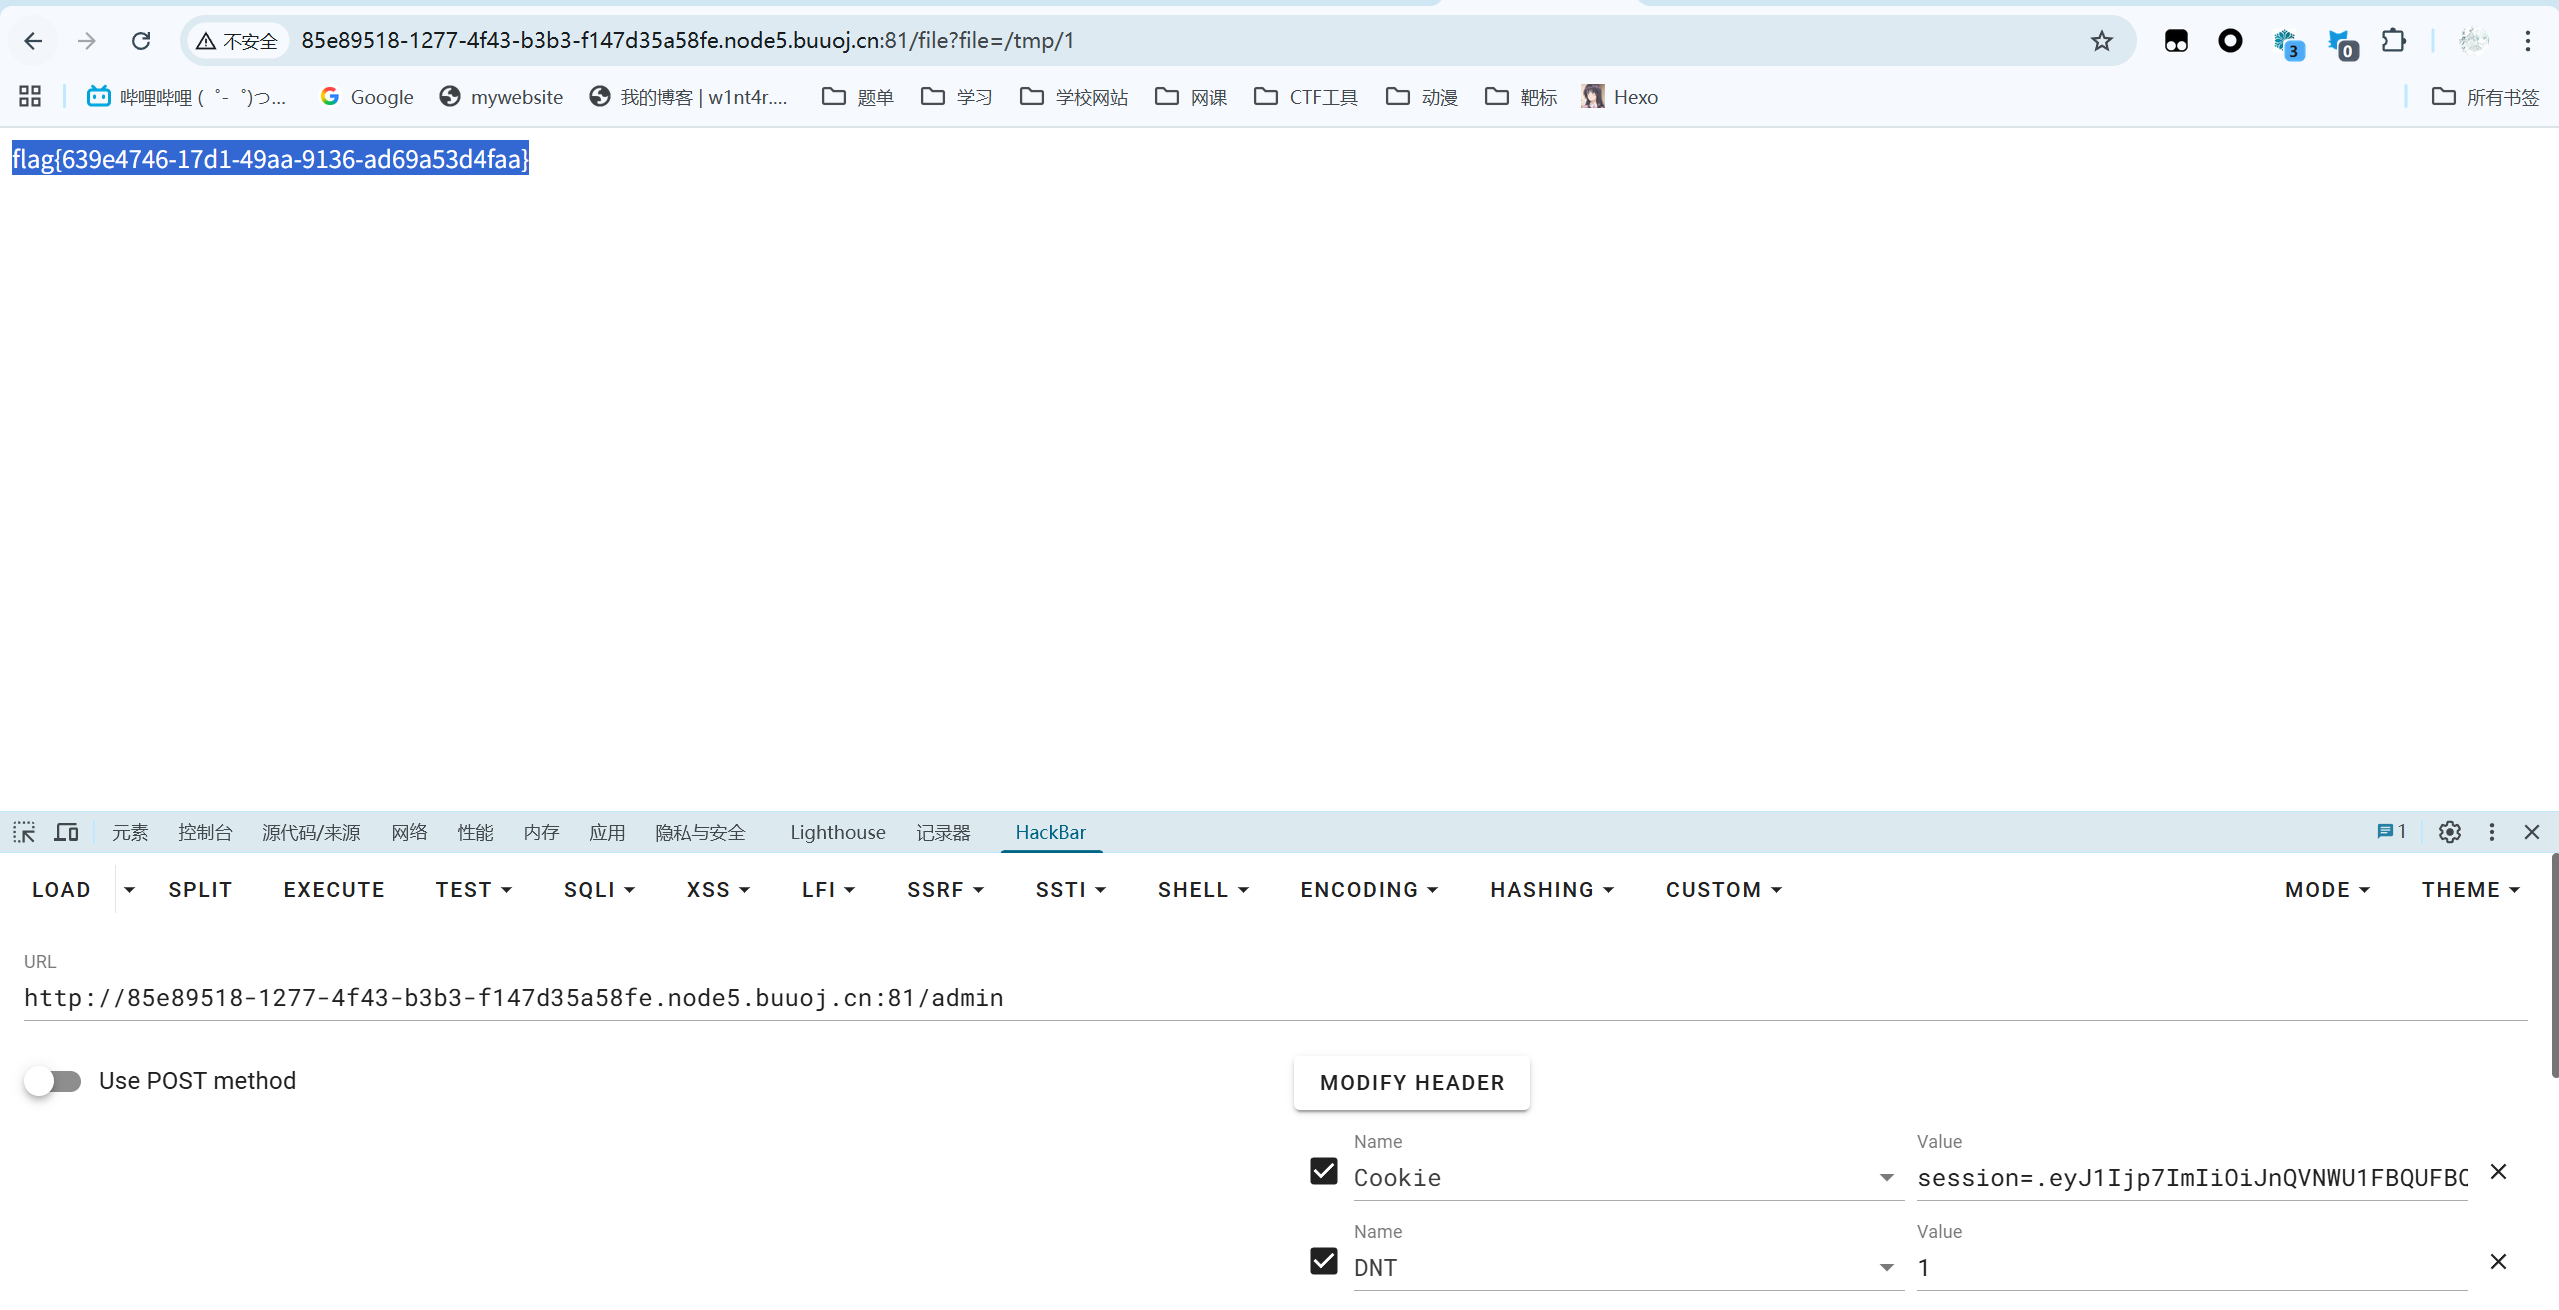 不安全 85e89518-1277-4f43-b3b3-f147d35a58fe.node5.buuoj.cn:81/file?file=/tmp/1 3 0
哔哩哔哩 (゜-゜)つ... Google mywebsite 我的博客 | w1nt4r.... 题单 学习 学校网站 网课 CTF工具 动漫 靶标 Hexo 所有书签
flag{639e4746-17d1-49aa-9136-ad69a53d4faa}
元素 控制台 源代码/来源 网络 性能 内存 应用 隐私与安全 Lighthouse 记录器 HackBar 1
LOAD SPLIT EXECUTE TEST SQLI XSS LFI SSRF SSTI SHELL ENCODING HASHING CUSTOM MODE THEME
URL
http://85e89518-1277-4f43-b3b3-f147d35a58fe.node5.buuoj.cn:81/admin
Use POST method
MODIFY HEADER
Name Value
Cookie session=.eyJ1Ijp7ImIiOiJnQVNWU1FBQUFBC
Name Value
DNT 1